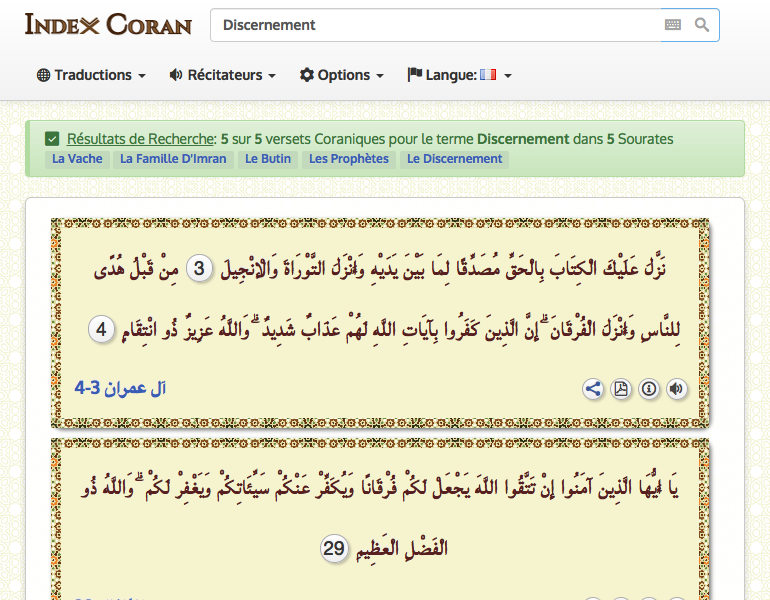 Index Coran
Discernement
Traductions
Récitateurs
Options
Langue:
Résultats de Recherche: 5 sur 5 versets Coraniques pour le terme Discernement dans 5 Sourates
La Vache La Famille D'Imran Le Butin Les Prophètes Le Discernement
نَزَّلَ عَلَيْكَ الْكِتَابَ بِالْحَقِّ مُصَدِّقًا لِمَا بَيْنَ يَدَيْهِ وَأَنْزَلَ التَّوْرَاةَ وَالْإِنْجِيلَ 3 مِنْ قَبْلُ هُدًى
لِلنَّاسِ وَأَنْزَلَ الْفُرْقَانَ ۗ إِنَّ الَّذِينَ كَفَرُوا بِآيَاتِ اللَّهِ لَهُمْ عَذَابٌ شَدِيدٌ ۗ وَاللَّهُ عَزِيزٌ ذُو انْتِقَامٍ 4
آل عمران 3-4
يَا أَيُّهَا الَّذِينَ آمَنُوا إِنْ تَتَّقُوا اللَّهَ يَجْعَلْ لَكُمْ فُرْقَانًا وَيُكَفِّرْ عَنْكُمْ سَيِّئَاتِكُمْ وَيَغْفِرْ لَكُمْ ۗ وَاللَّهُ ذُو
الْفَضْلِ الْعَظِيمِ 29